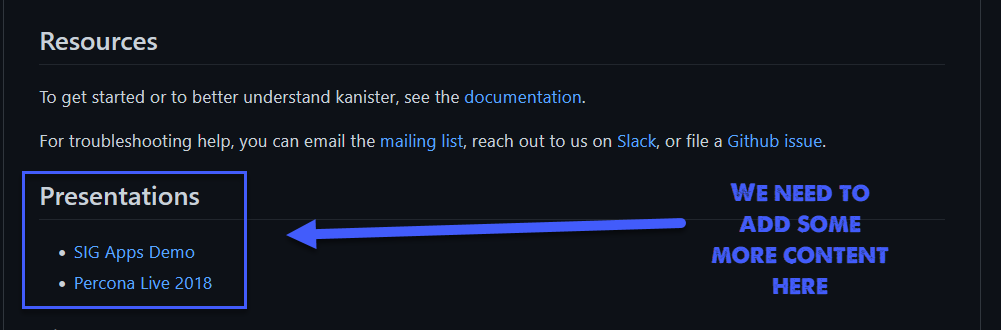 Resources
To get started or to better understand kanister, see the documentation.
For troubleshooting help, you can email the mailing list, reach out to us on Slack, or file a Github issue.
Presentations
SIG Apps Demo
Percona Live 2018
WE NEED TO
ADD SOME
MORE CONTENT
HERE